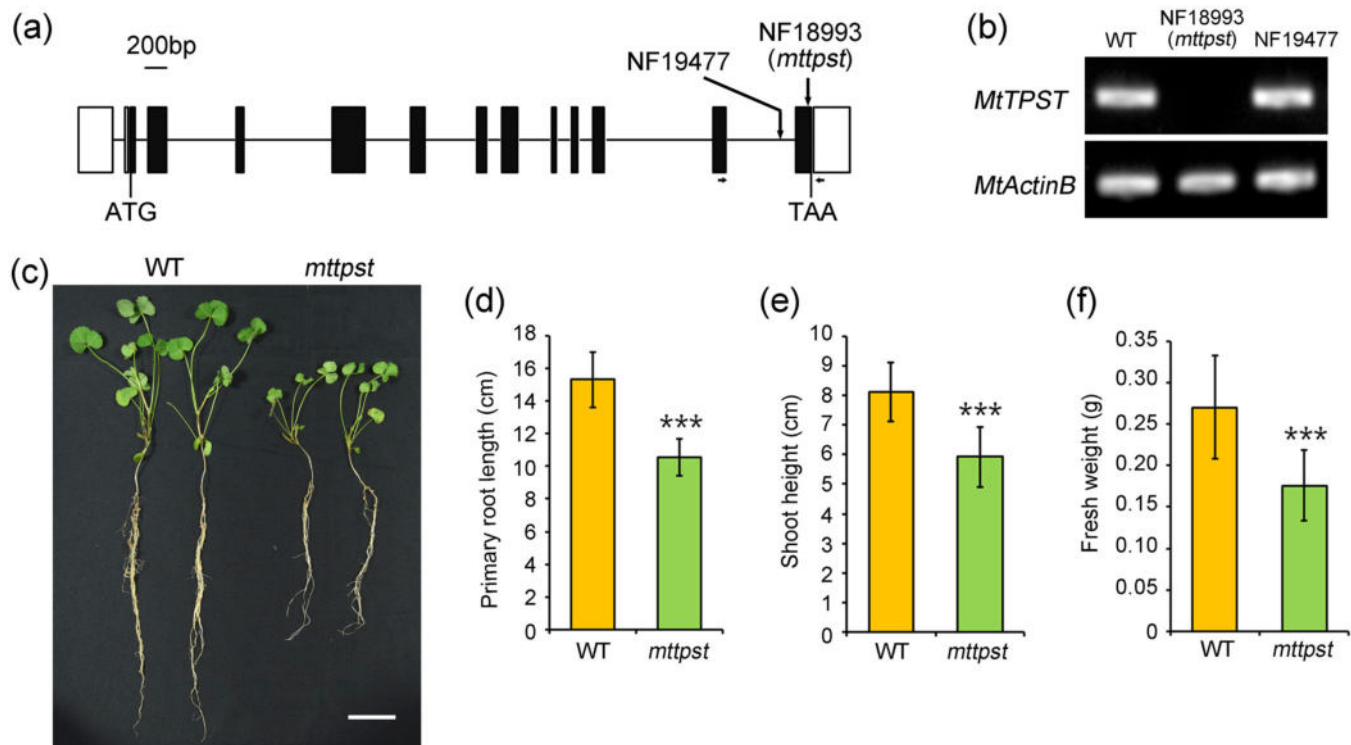 (a)
200bp
NF19477
NF18993
(mttpst)
ATG
TAA
(b)
WT
NF18993
(mttpst)
NF19477
MtTPST
MtActinB
(c)
WT
mttpst
(d)
Primary root length (cm)
18
16
14
12
10
8
6
4
2
0
***
WT
mttpst
(e)
Shoot height (cm)
10
9
8
7
6
5
4
3
2
1
0
***
WT
mttpst
(f)
Fresh weight (g)
0.35
0.30
0.25
0.20
0.15
0.10
0.05
0
***
WT
mttpst